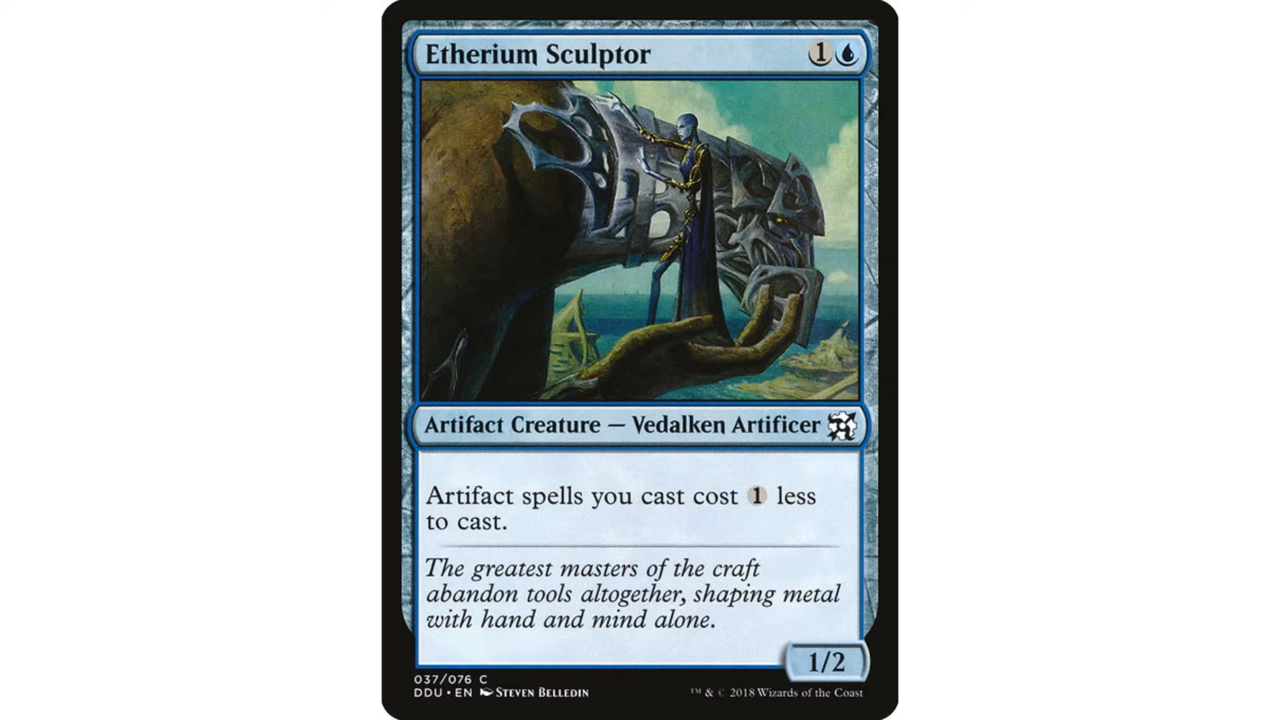 Etherium Sculptor 1
Artifact Creature — Vedalken Artificer
Artifact spells you cast cost 1 less
to cast.
The greatest masters of the craft
abandon tools altogether, shaping metal
with hand and mind alone.
1/2
037/076 C
DDU • EN Steven Belledin
™ & © 2018 Wizards of the Coast